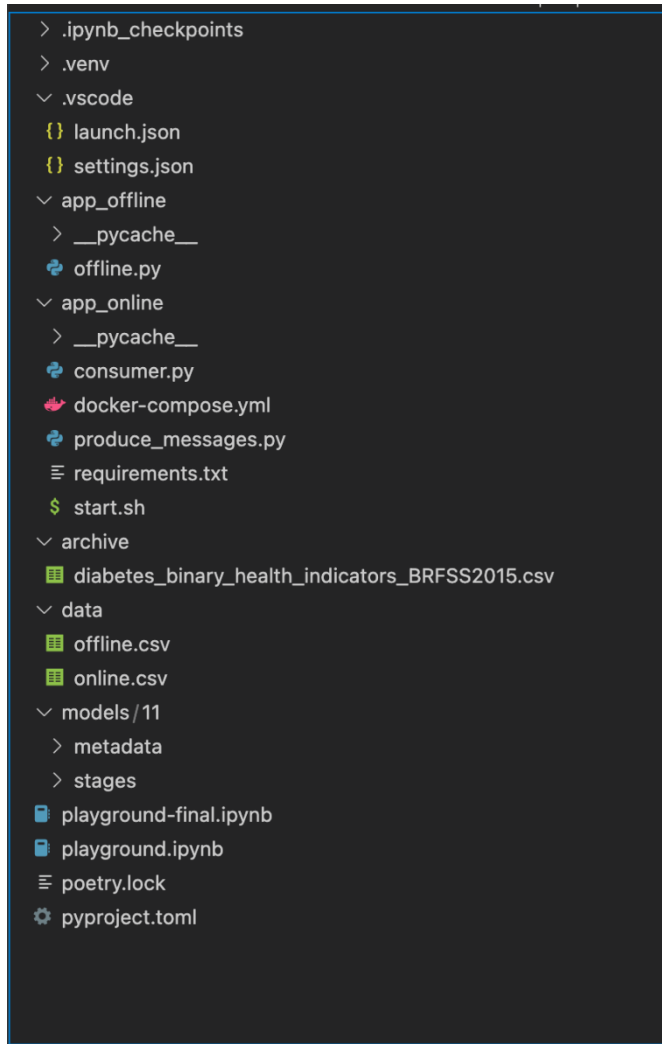 .ipynb_checkpoints
.venv
.vscode
{} launch.json
{} settings.json
app_offline
__pycache__
offline.py
app_online
__pycache__
consumer.py
docker-compose.yml
produce_messages.py
requirements.txt
$ start.sh
archive
diabetes_binary_health_indicators_BRFSS2015.csv
data
offline.csv
online.csv
models/11
metadata
stages
playground-final.ipynb
playground.ipynb
poetry.lock
pyproject.toml